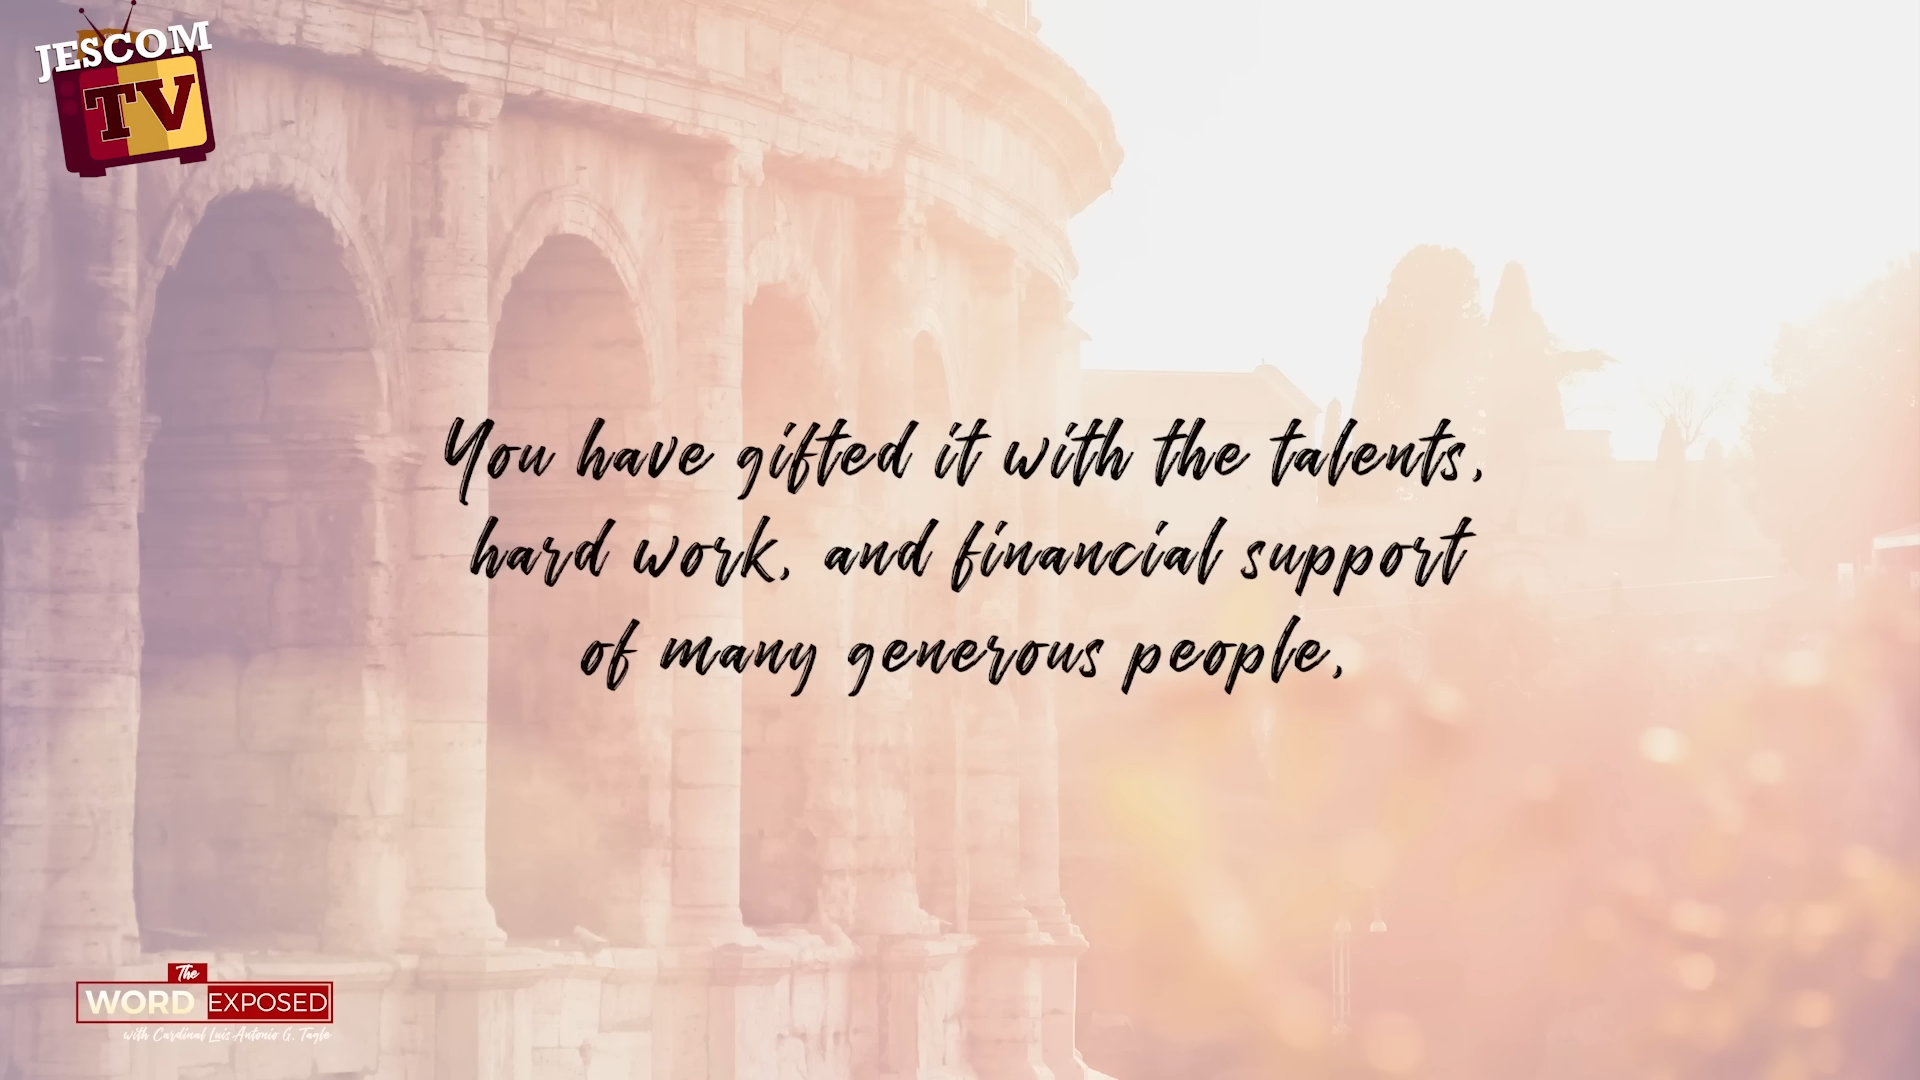 JESCOM
TV
You have gifted it with the talents,
hard work, and financial support
of many generous people,
The
WORD EXPOSED
with Cardinal Luis Antonio G. Tagle